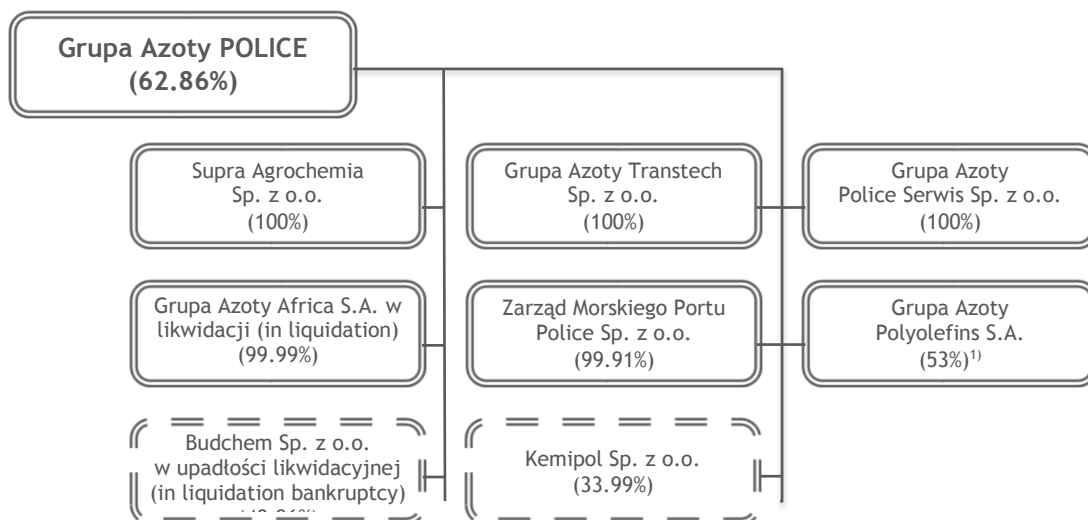 Grupa Azoty POLICE
(62.86%)
Supra Agrochemia
Sp. z o.o.
(100%)
Grupa Azoty Transtech
Sp. z o.o.
(100%)
Grupa Azoty
Police Serwis Sp. z o.o.
(100%)
Grupa Azoty Africa S.A. w
likwidacji (in liquidation)
(99.99%)
Zarząd Morskiego Portu
Police Sp. z o.o.
(99.91%)
Grupa Azoty
Polyolefins S.A.
(53%)¹⁾
Budchem Sp. z o.o.
w upadłości likwidacyjnej
(in liquidation bankruptcy)
Kemipol Sp. z o.o.
(33.99%)